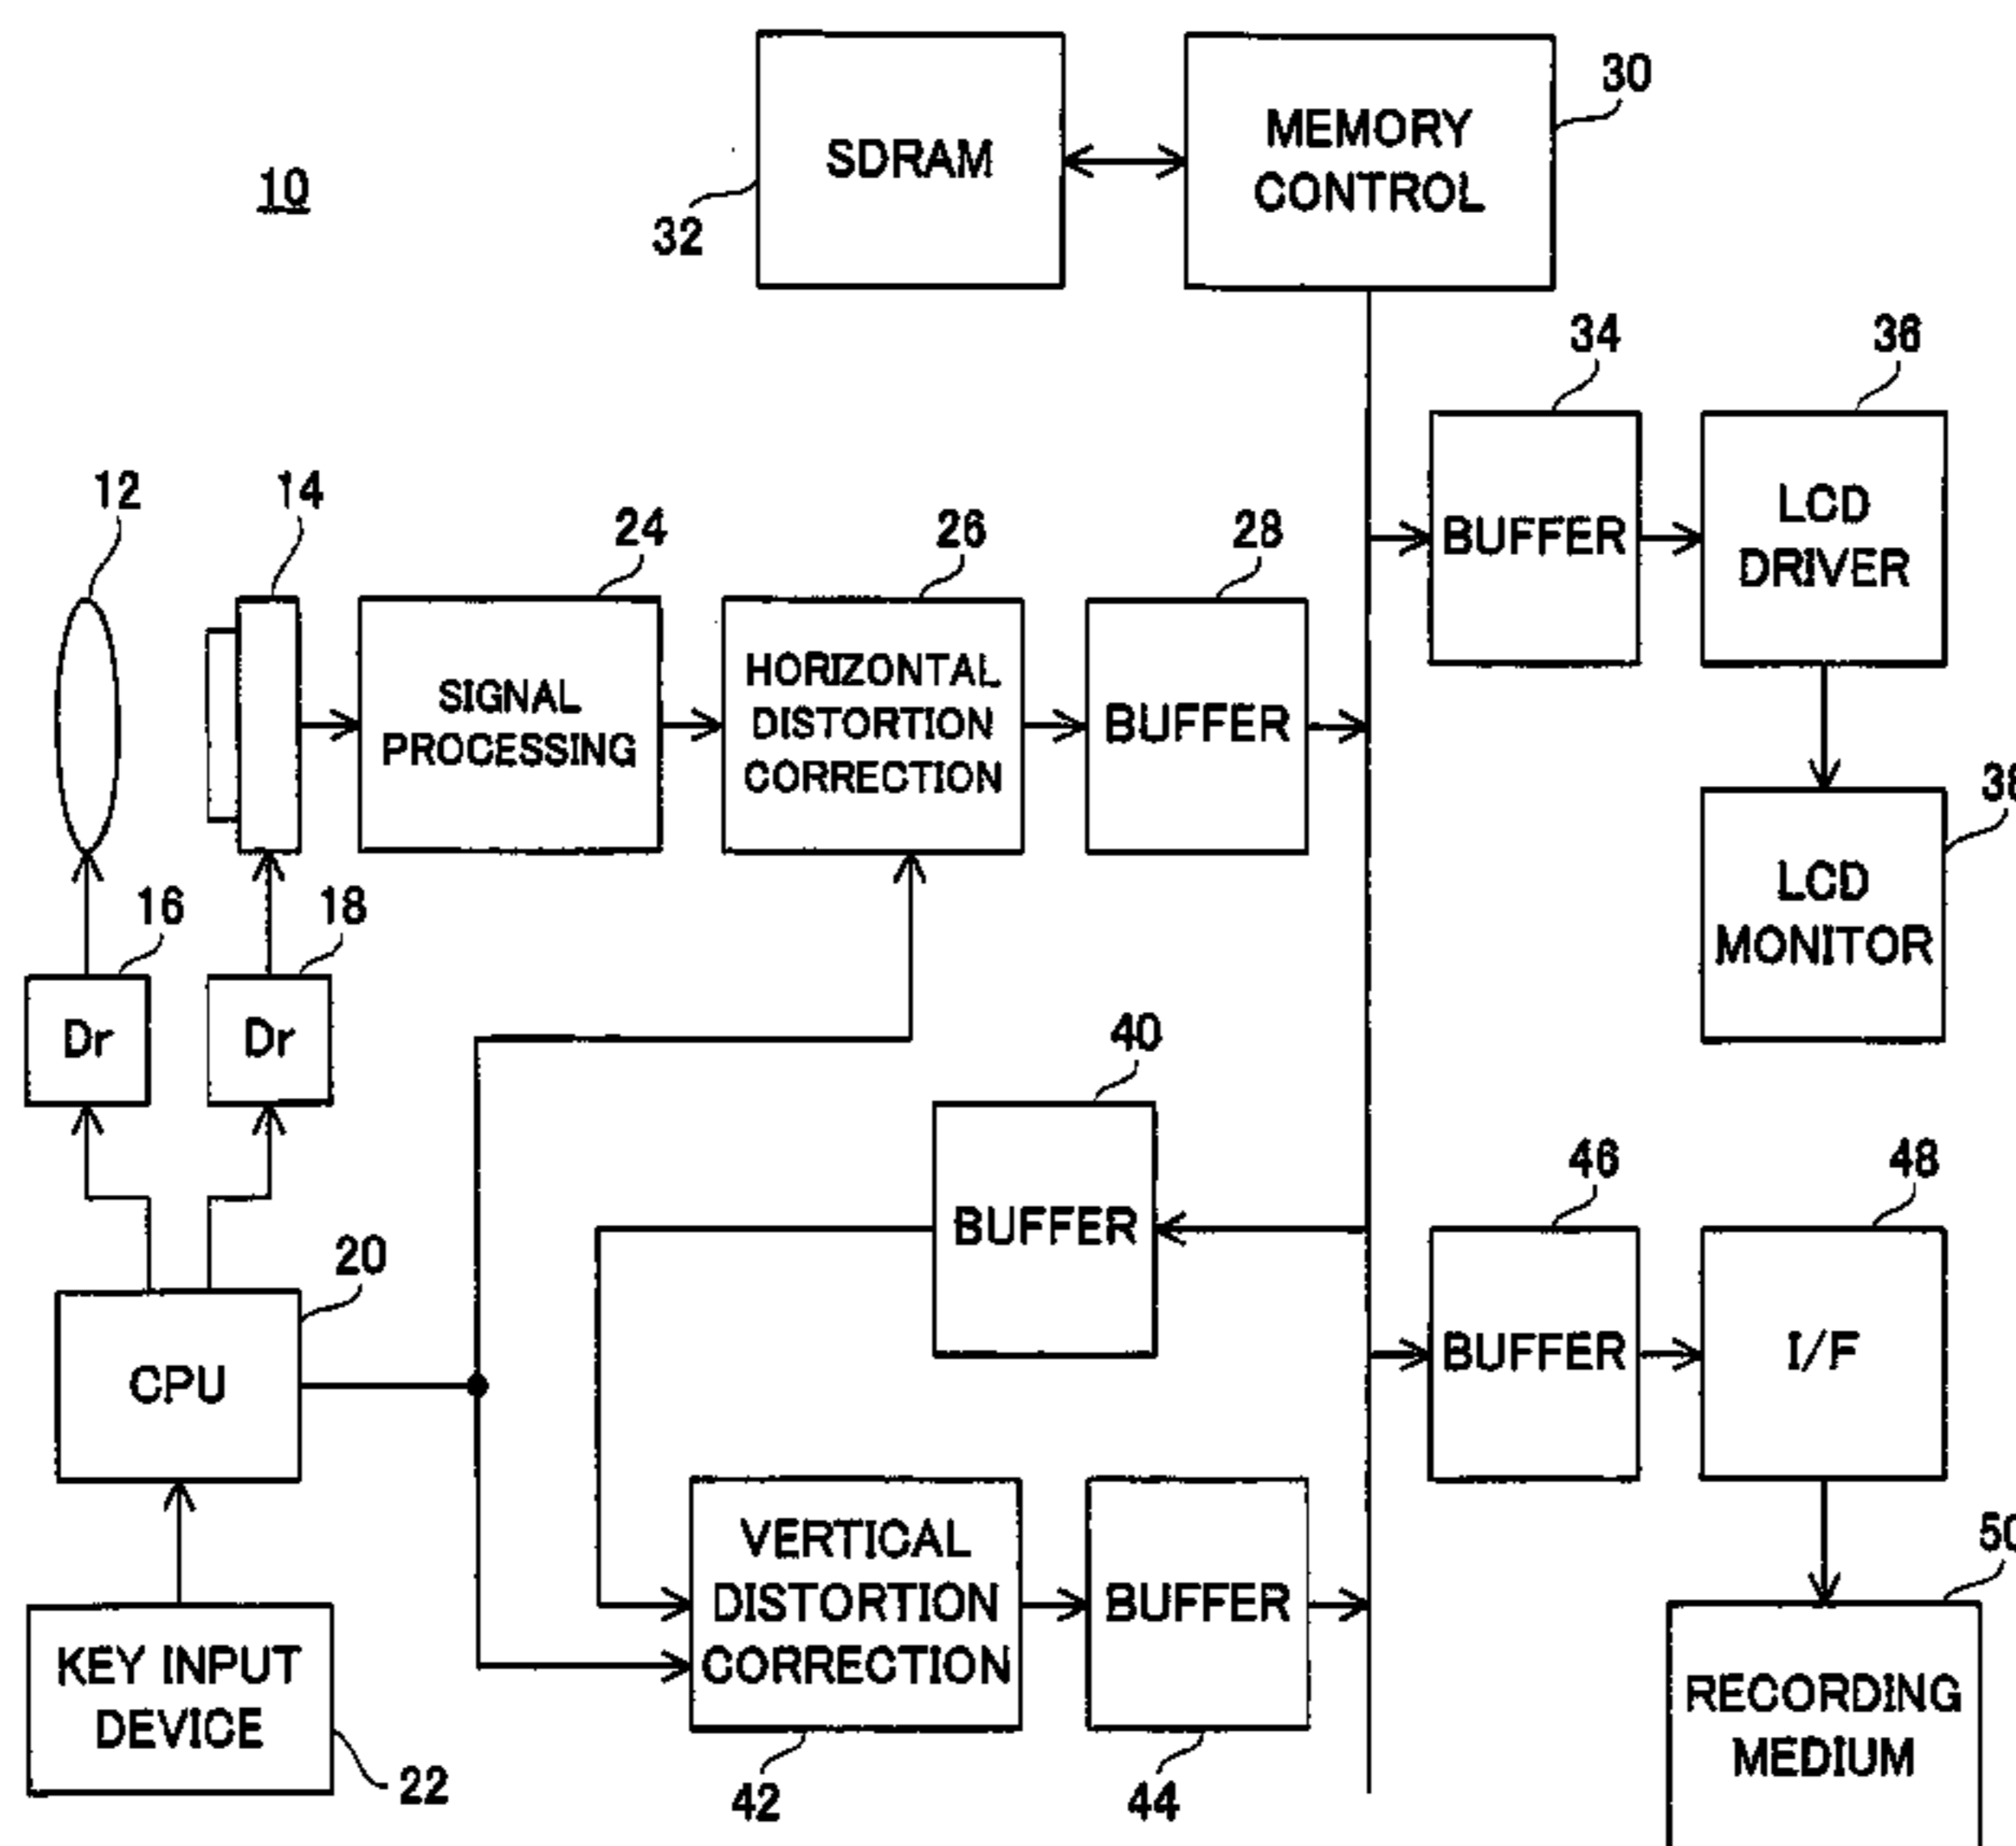 30
SDRAM
MEMORY
CONTROL
10
32
34
36
12
14
24
26
28
BUFFER
LCD
DRIVER
SIGNAL
PROCESSING
HORIZONTAL
DISTORTION
CORRECTION
BUFFER
38
LCD
MONITOR
16
18
Dr
Dr
40
46
48
BUFFER
20
CPU
BUFFER
I/F
50
VERTICAL
DISTORTION
CORRECTION
BUFFER
KEY INPUT
DEVICE
RECORDING
MEDIUM
22
42
44